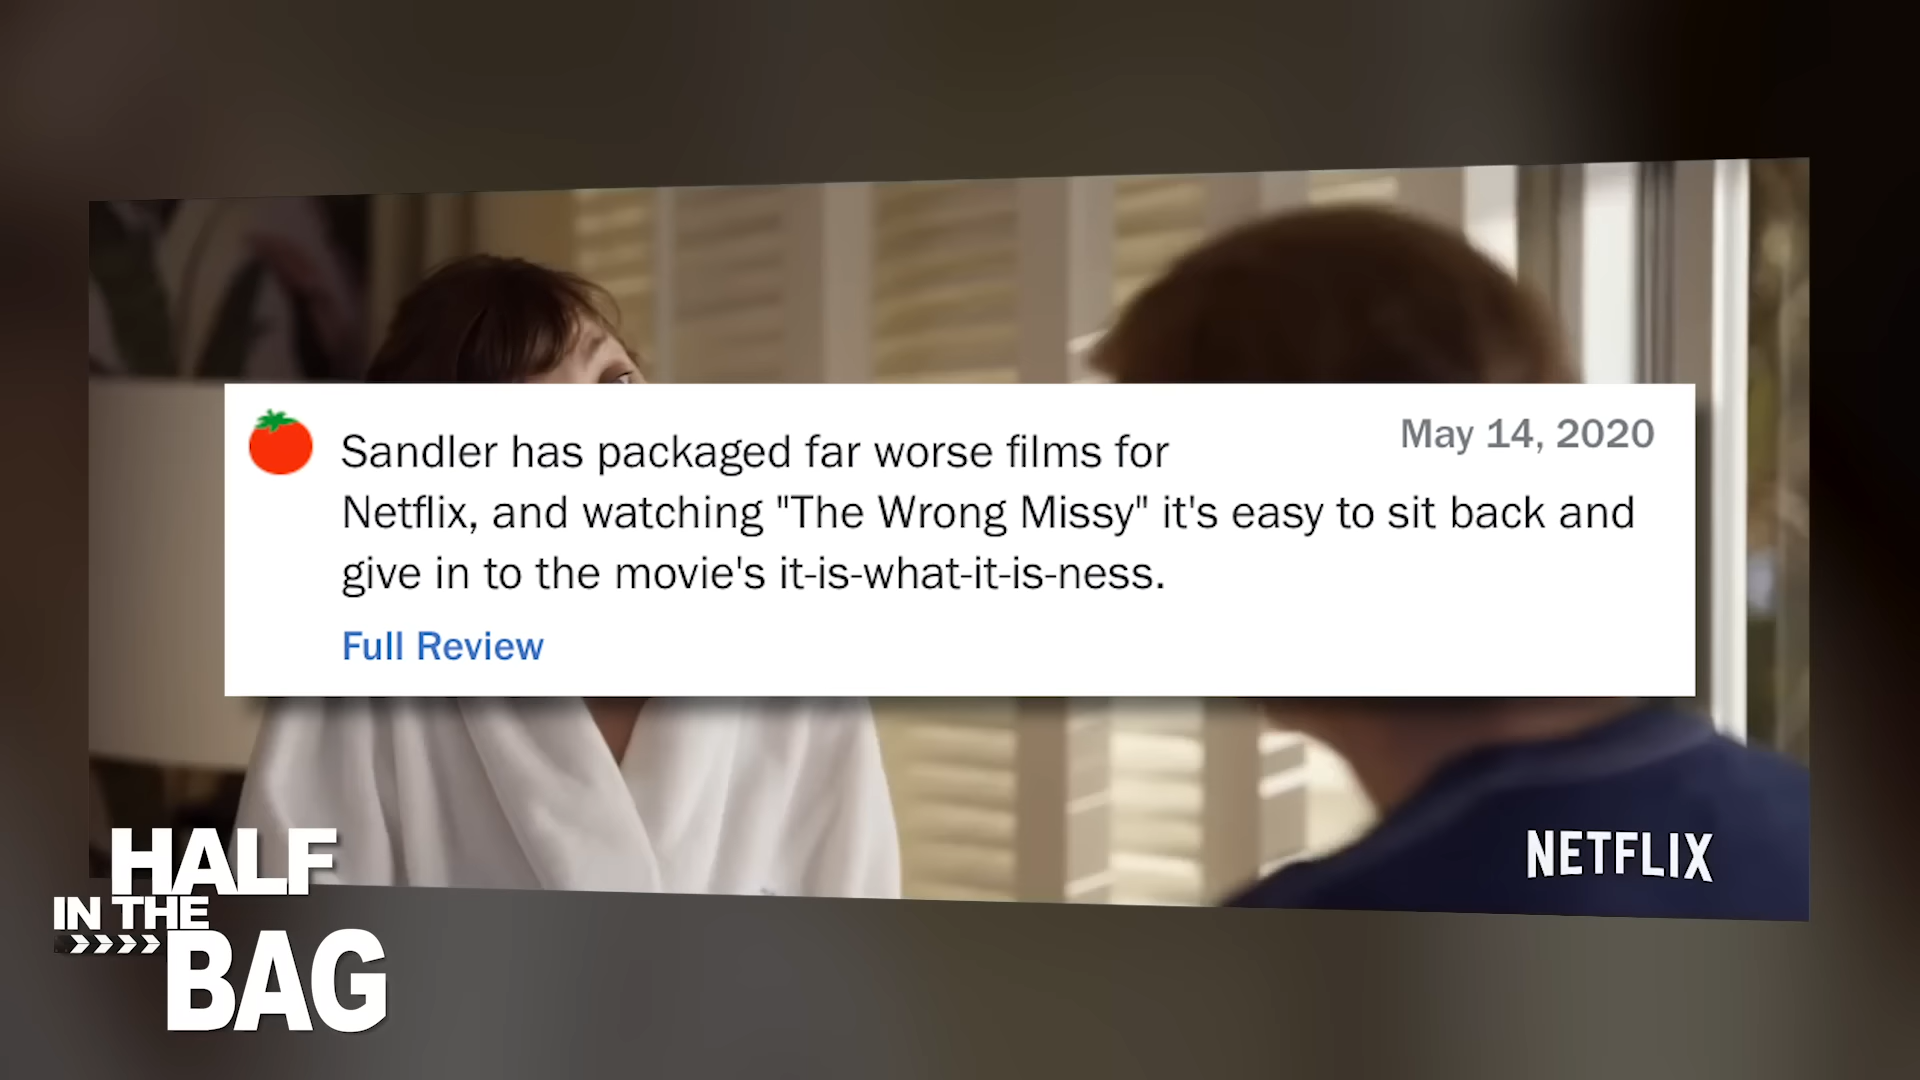 May 14, 2020
Sandler has packaged far worse films for
Netflix, and watching "The Wrong Missy" it's easy to sit back and
give in to the movie's it-is-what-it-is-ness.
Full Review
NETFLIX
HALF
IN THE
BAG